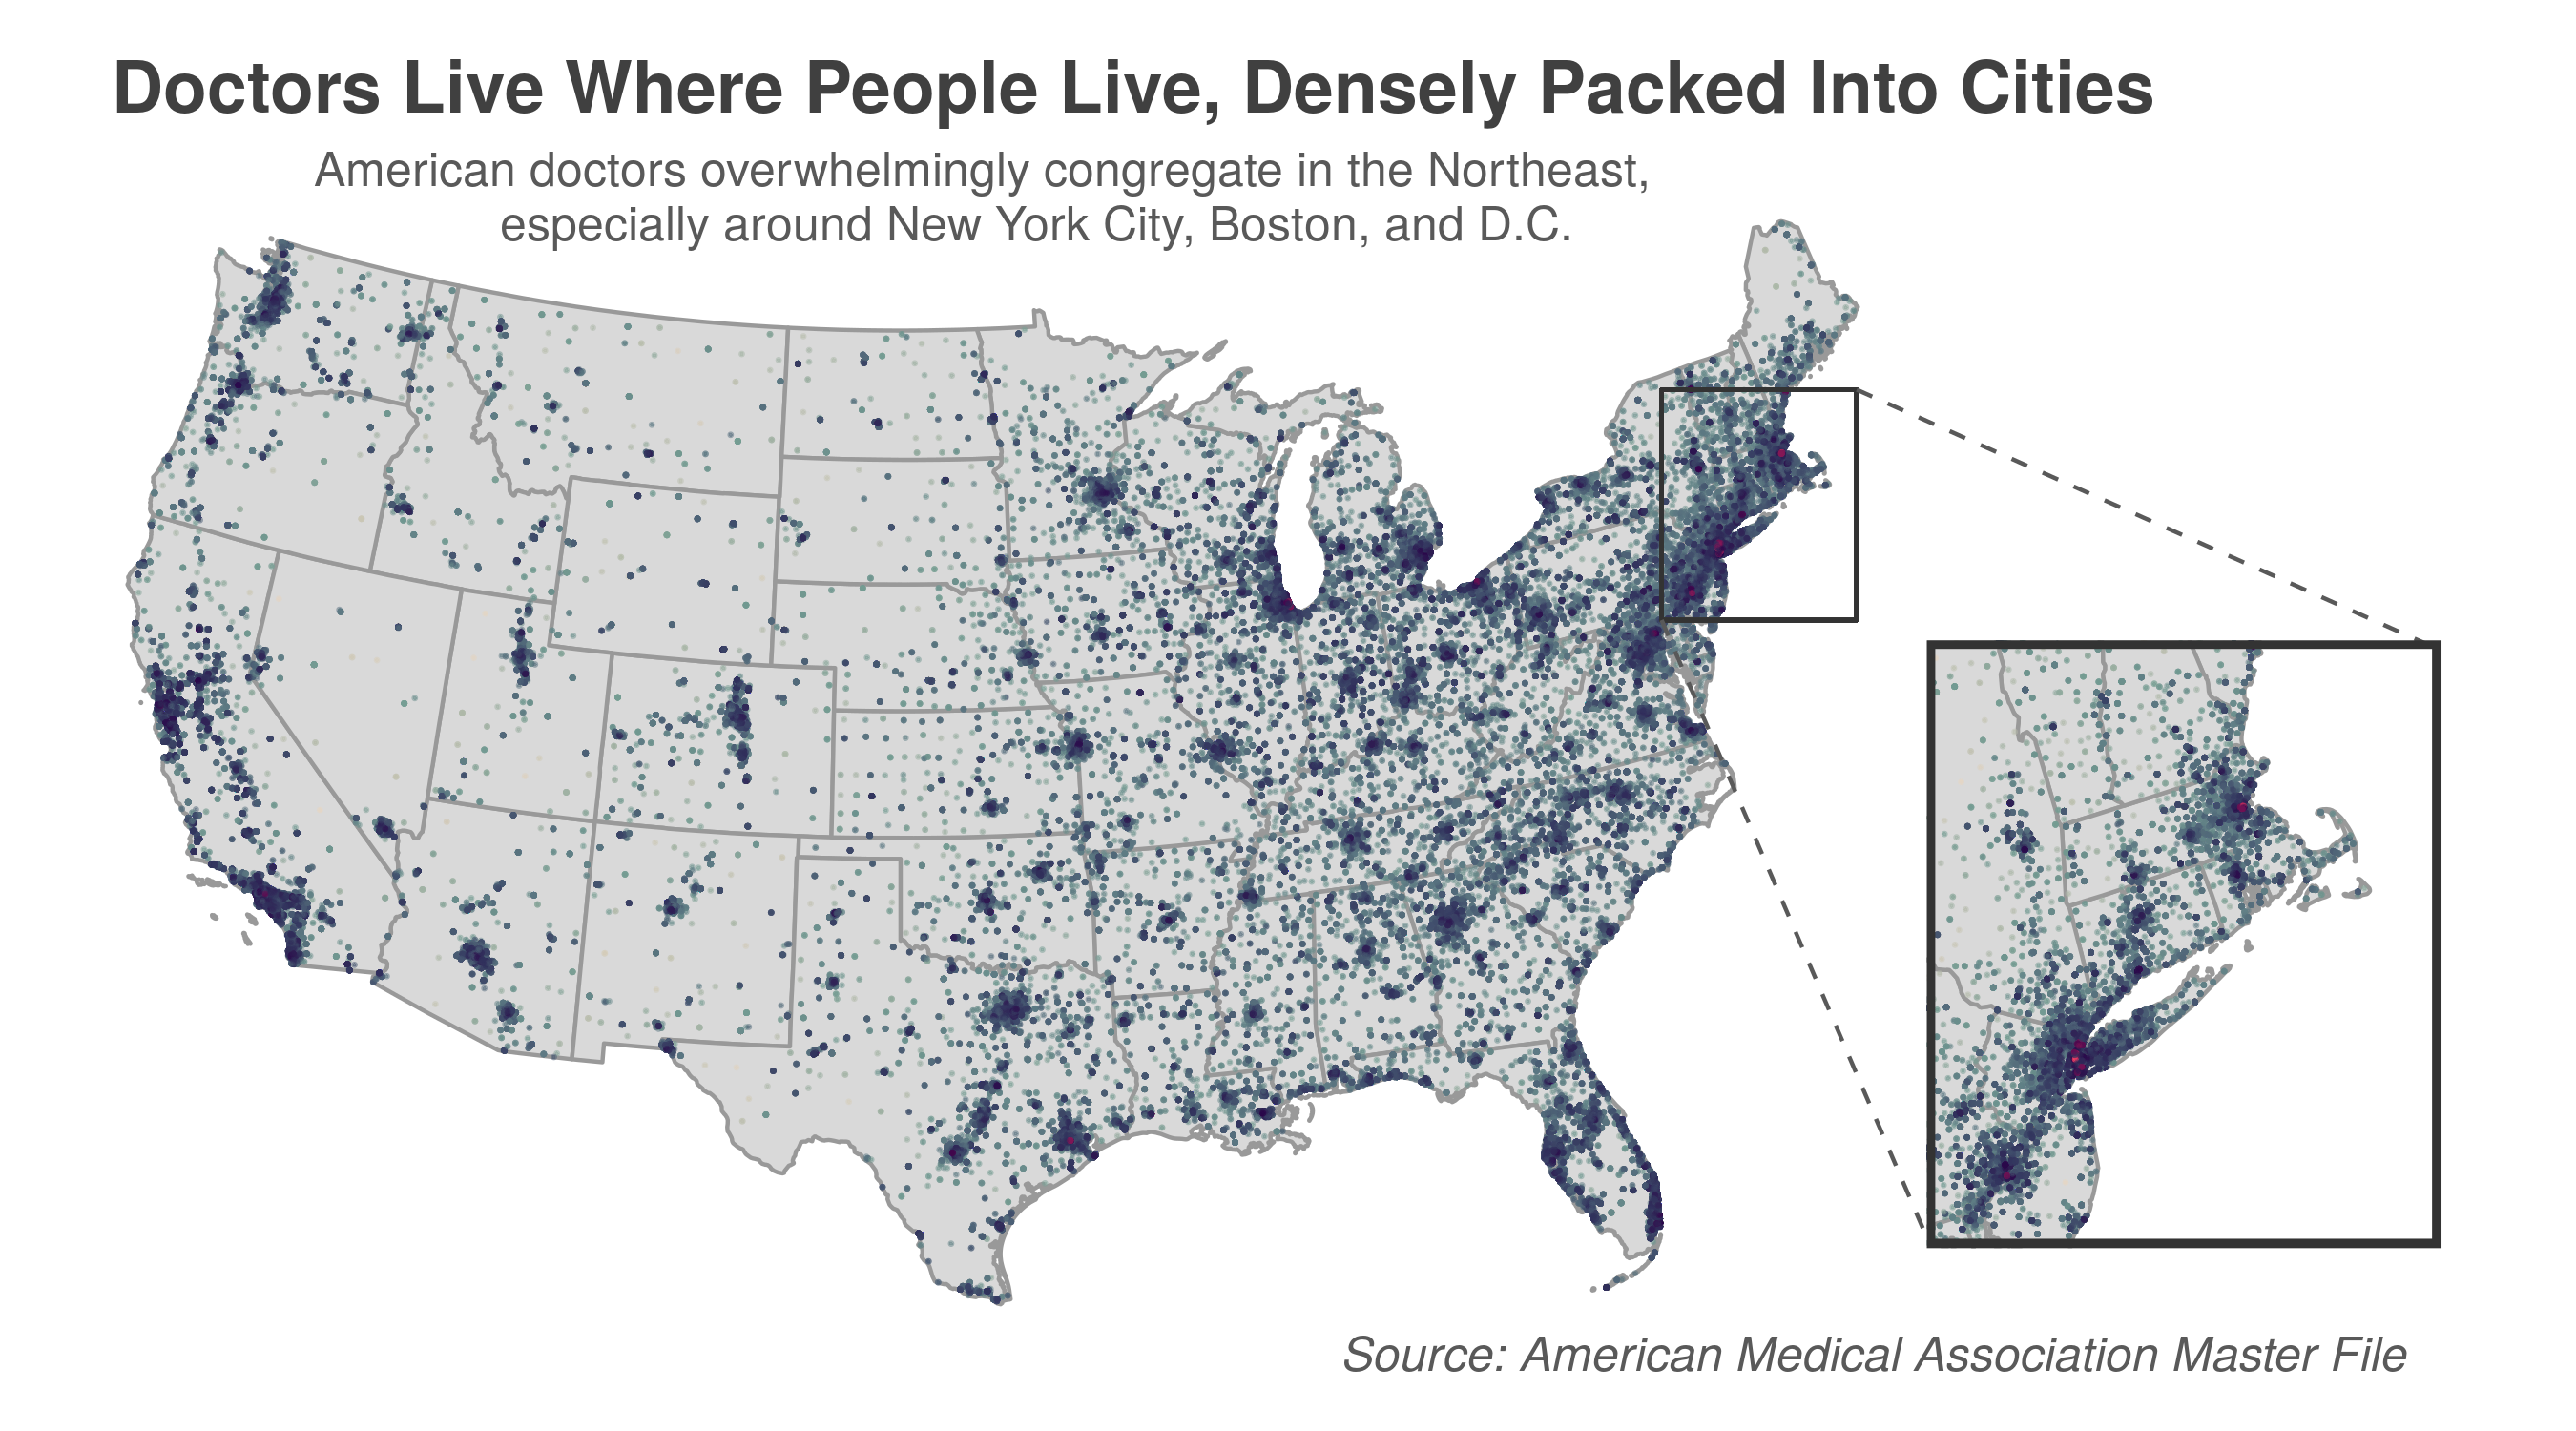 Doctors Live Where People Live, Densely Packed Into Cities
American doctors overwhelmingly congregate in the Northeast,
especially around New York City, Boston, and D.C.
Source: American Medical Association Master File